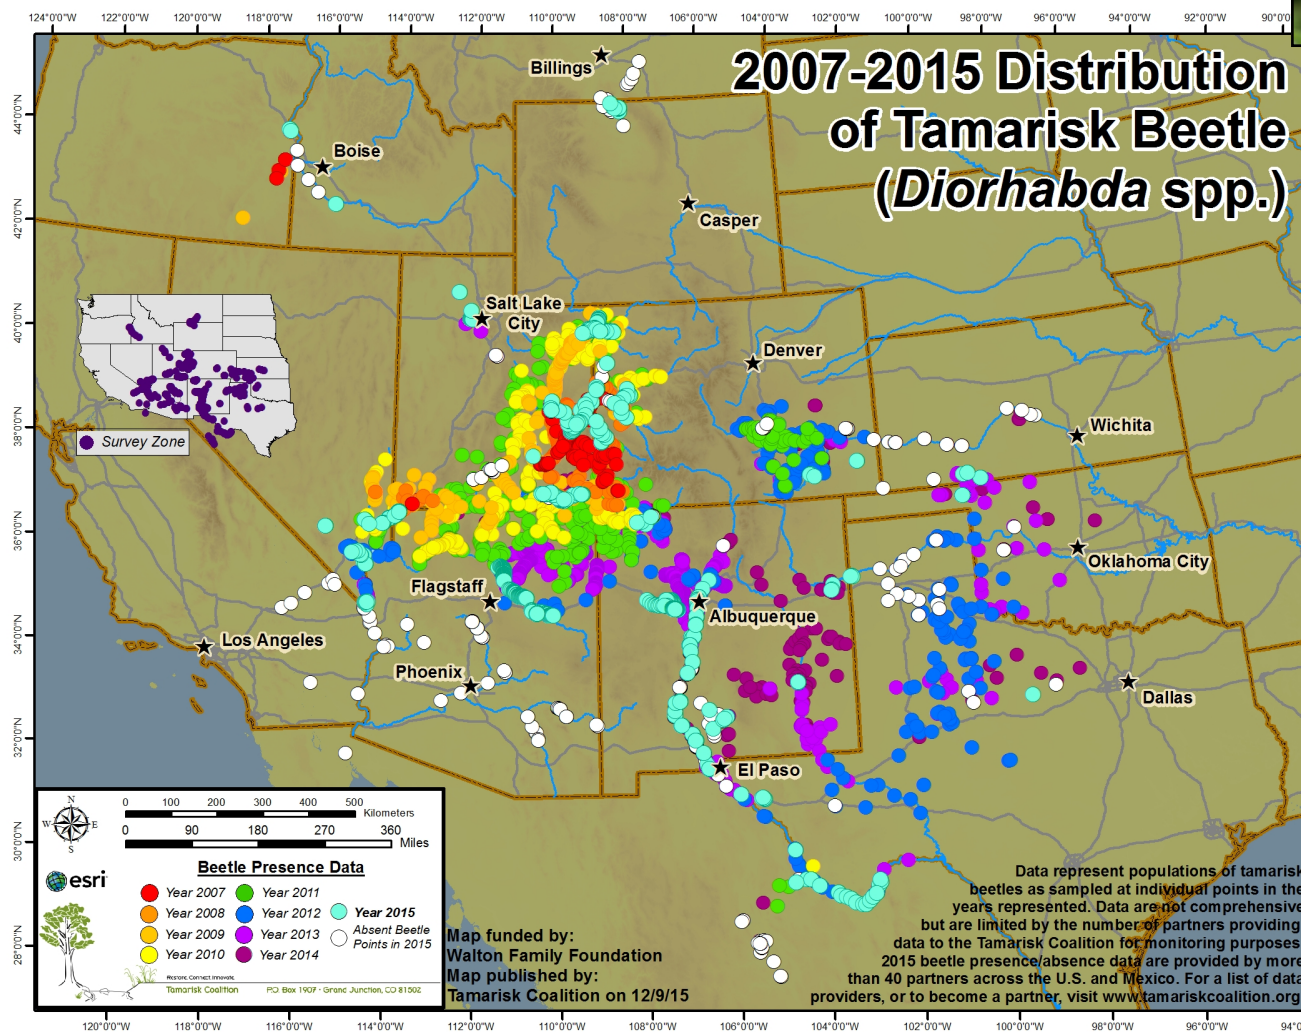 124°0'0"W 122°0'0"W 120°0'0"W 118°0'0"W 116°0'0"W 114°0'0"W 112°0'0"W 110°0'0"W 108°0'0"W 106°0'0"W 104°0'0"W 102°0'0"W 100°0'0"W 98°0'0"W 96°0'0"W 94°0'0"W 92°0'0"W 90°0'0"
2007-2015 Distribution
of Tamarisk Beetle
(Diorhabda spp.)
44°0'0"N
42°0'0"N
40°0'0"N
38°0'0"N
36°0'0"N
34°0'0"N
32°0'0"N
30°0'0"N
28°0'0"N
Billings
Boise
Casper
Salt Lake
City
Denver
Survey Zone
Wichita
Oklahoma City
Flagstaff
Albuquerque
Los Angeles
Phoenix
Dallas
El Paso
N
W E
S
0 100 200 300 400 500 Kilometers
0 90 180 270 360 Miles
esri
Beetle Presence Data
Year 2007
Year 2008
Year 2009
Year 2010
Year 2011
Year 2012
Year 2013
Year 2014
Year 2015
Absent Beetle
Points in 2015
Restore. Connect. Innovate.
Tamarisk Coalition P.O. Box 1907 · Grand Junction, CO 81502
Map funded by:
Walton Family Foundation
Map published by:
Tamarisk Coalition on 12/9/15
Data represent populations of tamarisk
beetles as sampled at individual points in the
years represented. Data are not comprehensive
but are limited by the number of partners providing
data to the Tamarisk Coalition for monitoring purposes
2015 beetle presence/absence data are provided by more
than 40 partners across the U.S. and Mexico. For a list of data
providers, or to become a partner, visit www.tamariskcoalition.org
120°0'0"W 118°0'0"W 116°0'0"W 114°0'0"W 112°0'0"W 110°0'0"W 108°0'0"W 106°0'0"W 104°0'0"W 102°0'0"W 100°0'0"W 98°0'0"W 96°0'0"W 94°0